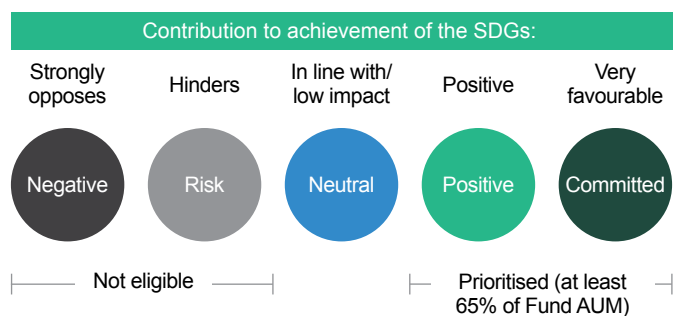 Contribution to achievement of the SDGs:
Strongly
opposes
Hinders
In line with/
low impact
Positive
Very
favourable
Negative
Risk
Neutral
Positive
Committed
Not eligible
Prioritised (at least
65% of Fund AUM)